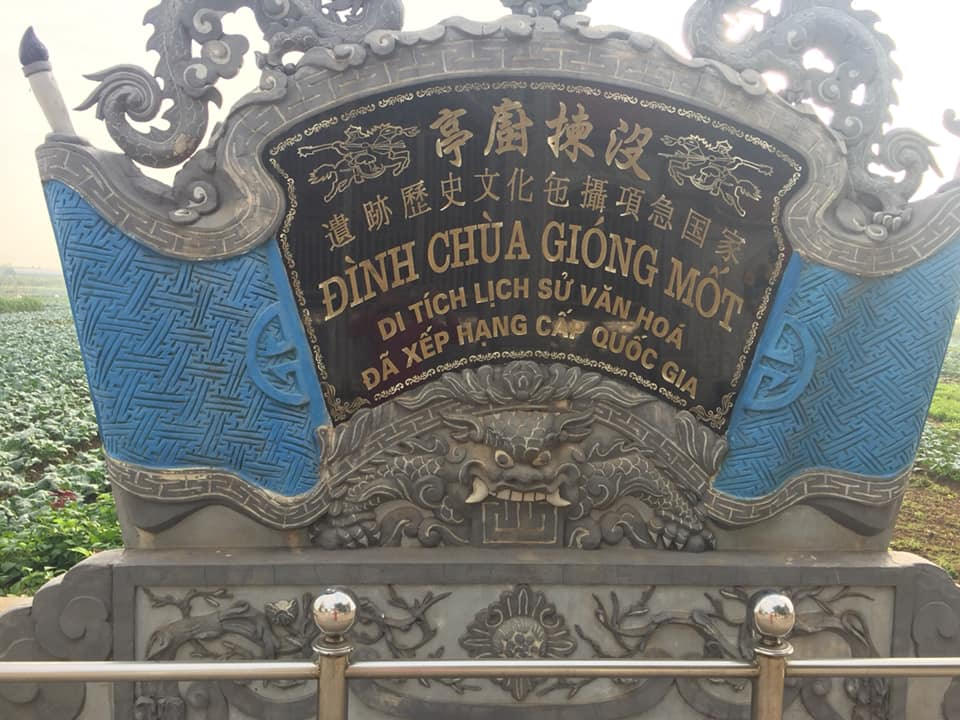 亭廚揀没
遺跡歷史文化㐌攝項急国家
ĐÌNH CHÙA GIÓNG MỐT
DI TÍCH LỊCH SỬ VĂN HOÁ
ĐÃ XẾP HẠNG CẤP QUỐC GIA